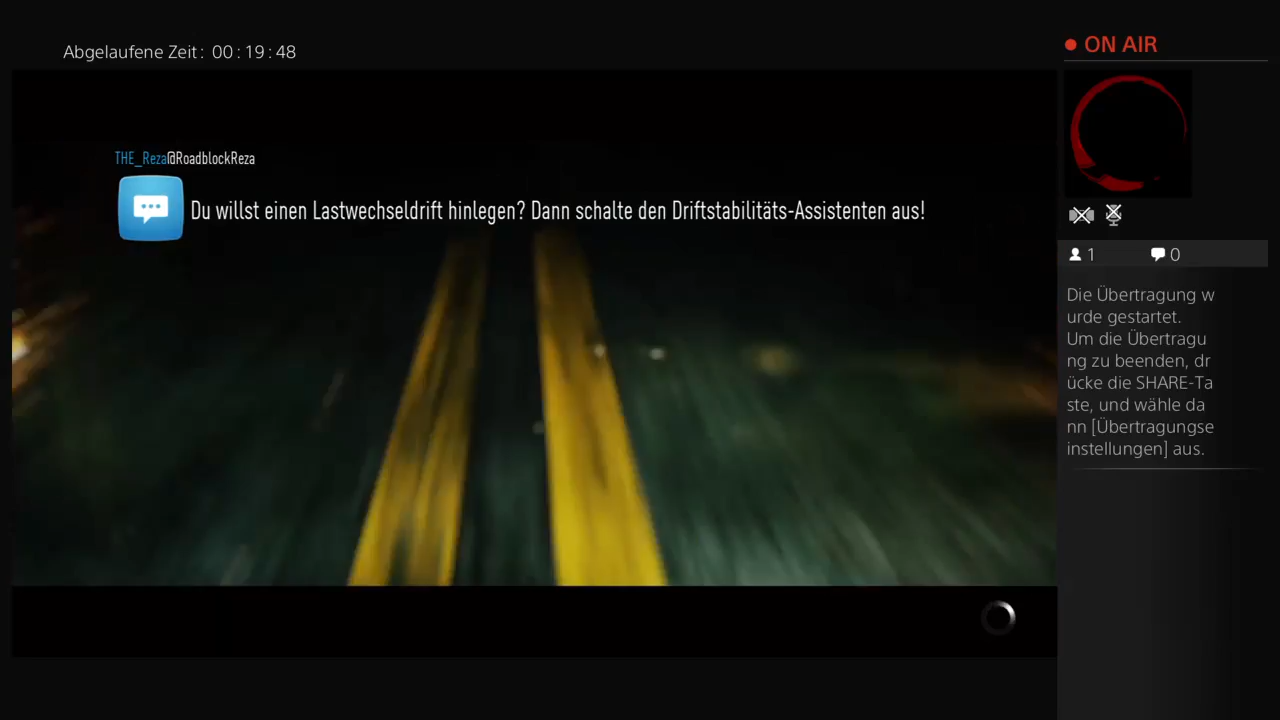 Abgelaufene Zeit: 00:19:48
ON AIR
THE_Reza@RoadblockReza
Du willst einen Lastwechseldrift hinlegen? Dann schalte den Driftstabilitäts-Assistenten aus!
1 0
Die Übertragung w
urde gestartet.
Um die Übertragu
ng zu beenden, dr
ücke die SHARE-Ta
ste, und wähle da
nn [Übertragungse
instellungen] aus.